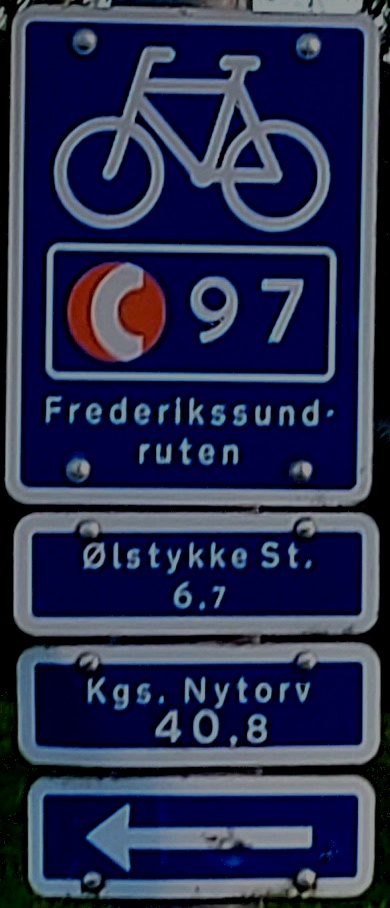 C 97
Frederikssund-
ruten
Ølstykke St.
6,7
Kgs. Nytorv
40,8